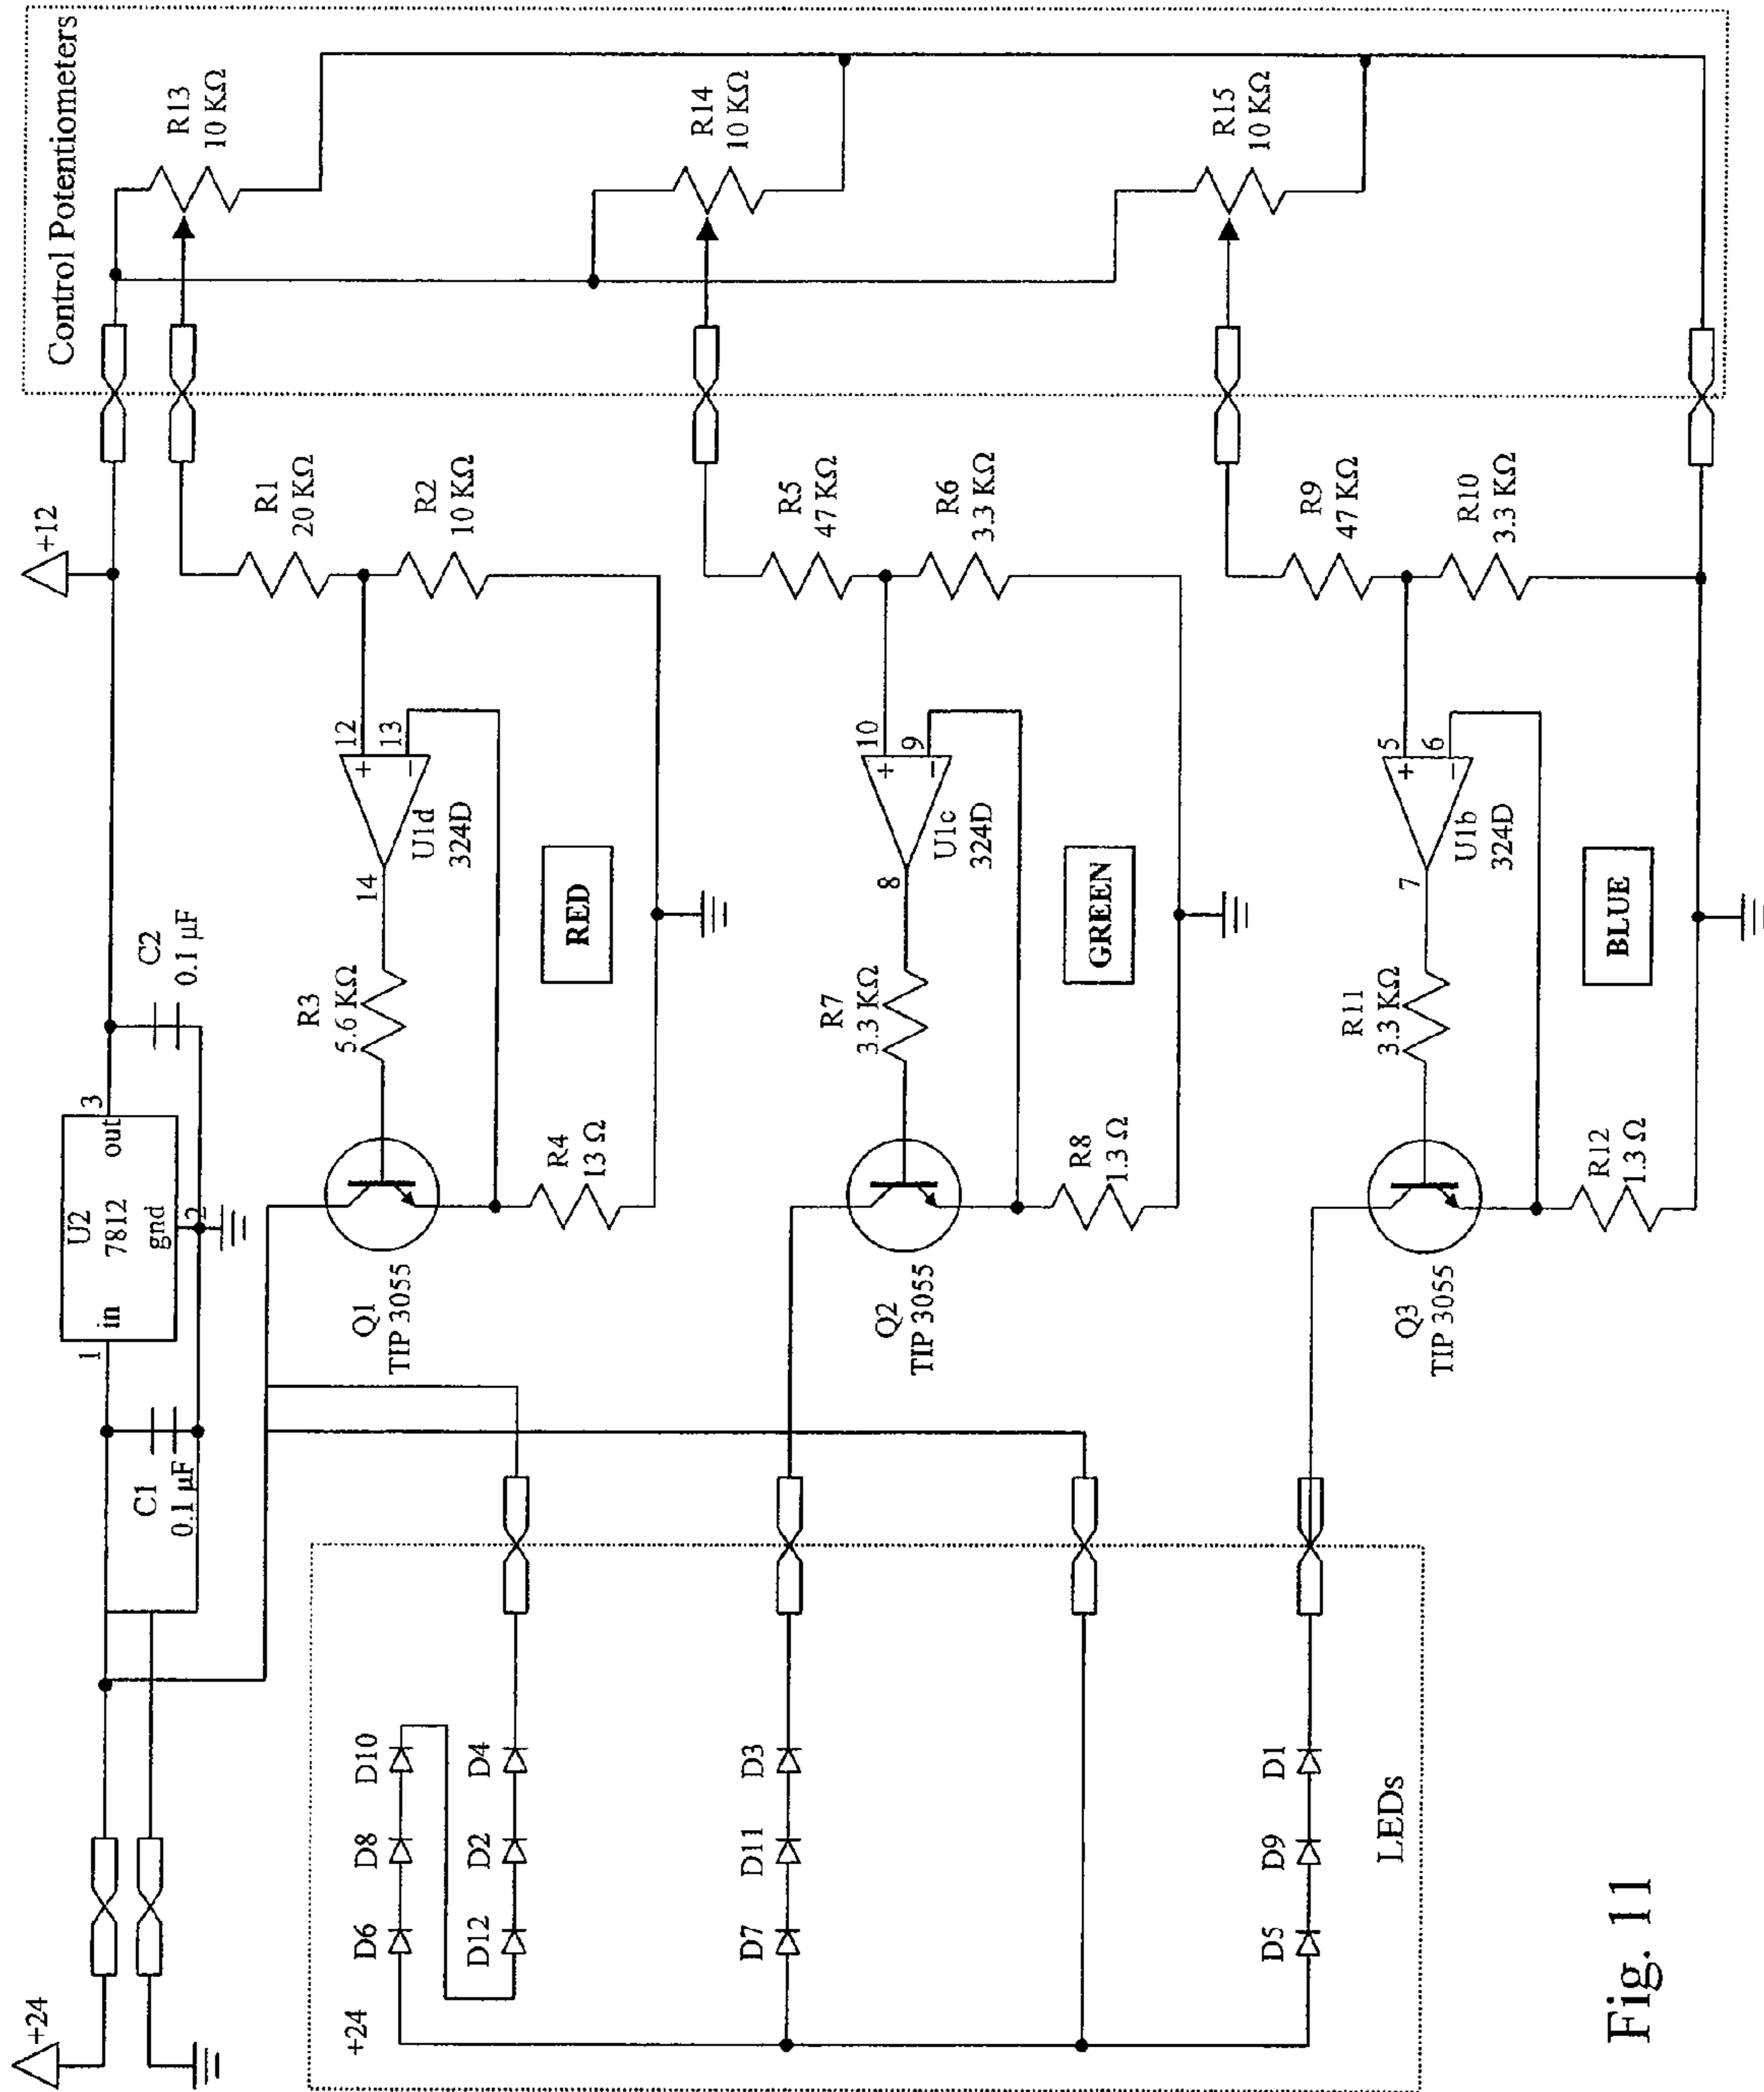 Control Potentiometers
+12
+24
R13
10 KΩ
R14
10 KΩ
R15
10 KΩ
R1
20 KΩ
R2
10 KΩ
R5
47 KΩ
R6
3.3 KΩ
R9
47 KΩ
R10
3.3 KΩ
U2
7812
in
out
gnd
1
3
2
C1
0.1 µF
C2
0.1 µF
12
13
+
−
14
U1d
324D
R3
5.6 KΩ
RED
Q1
TIP 3055
R4
13 Ω
10
9
+
−
8
U1c
324D
R7
3.3 KΩ
GREEN
Q2
TIP 3055
R8
1.3 Ω
5
6
+
−
7
U1b
324D
R11
3.3 KΩ
BLUE
Q3
TIP 3055
R12
1.3 Ω
+24
D6
D8
D10
D12
D2
D4
D7
D11
D3
D5
D9
D1
LEDs
Fig. 11